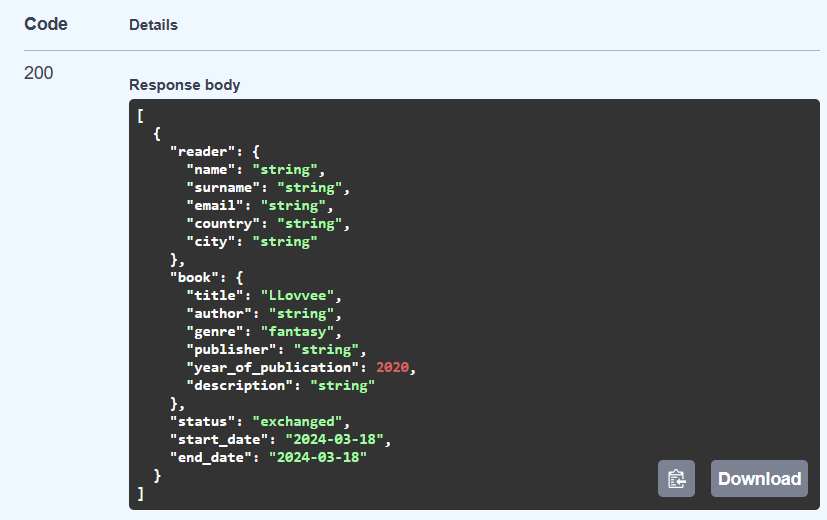 Code Details
200
Response body
[
  {
    "reader": {
      "name": "string",
      "surname": "string",
      "email": "string",
      "country": "string",
      "city": "string"
    },
    "book": {
      "title": "LLovvee",
      "author": "string",
      "genre": "fantasy",
      "publisher": "string",
      "year_of_publication": 2020,
      "description": "string"
    },
    "status": "exchanged",
    "start_date": "2024-03-18",
    "end_date": "2024-03-18"
  }
]
Download